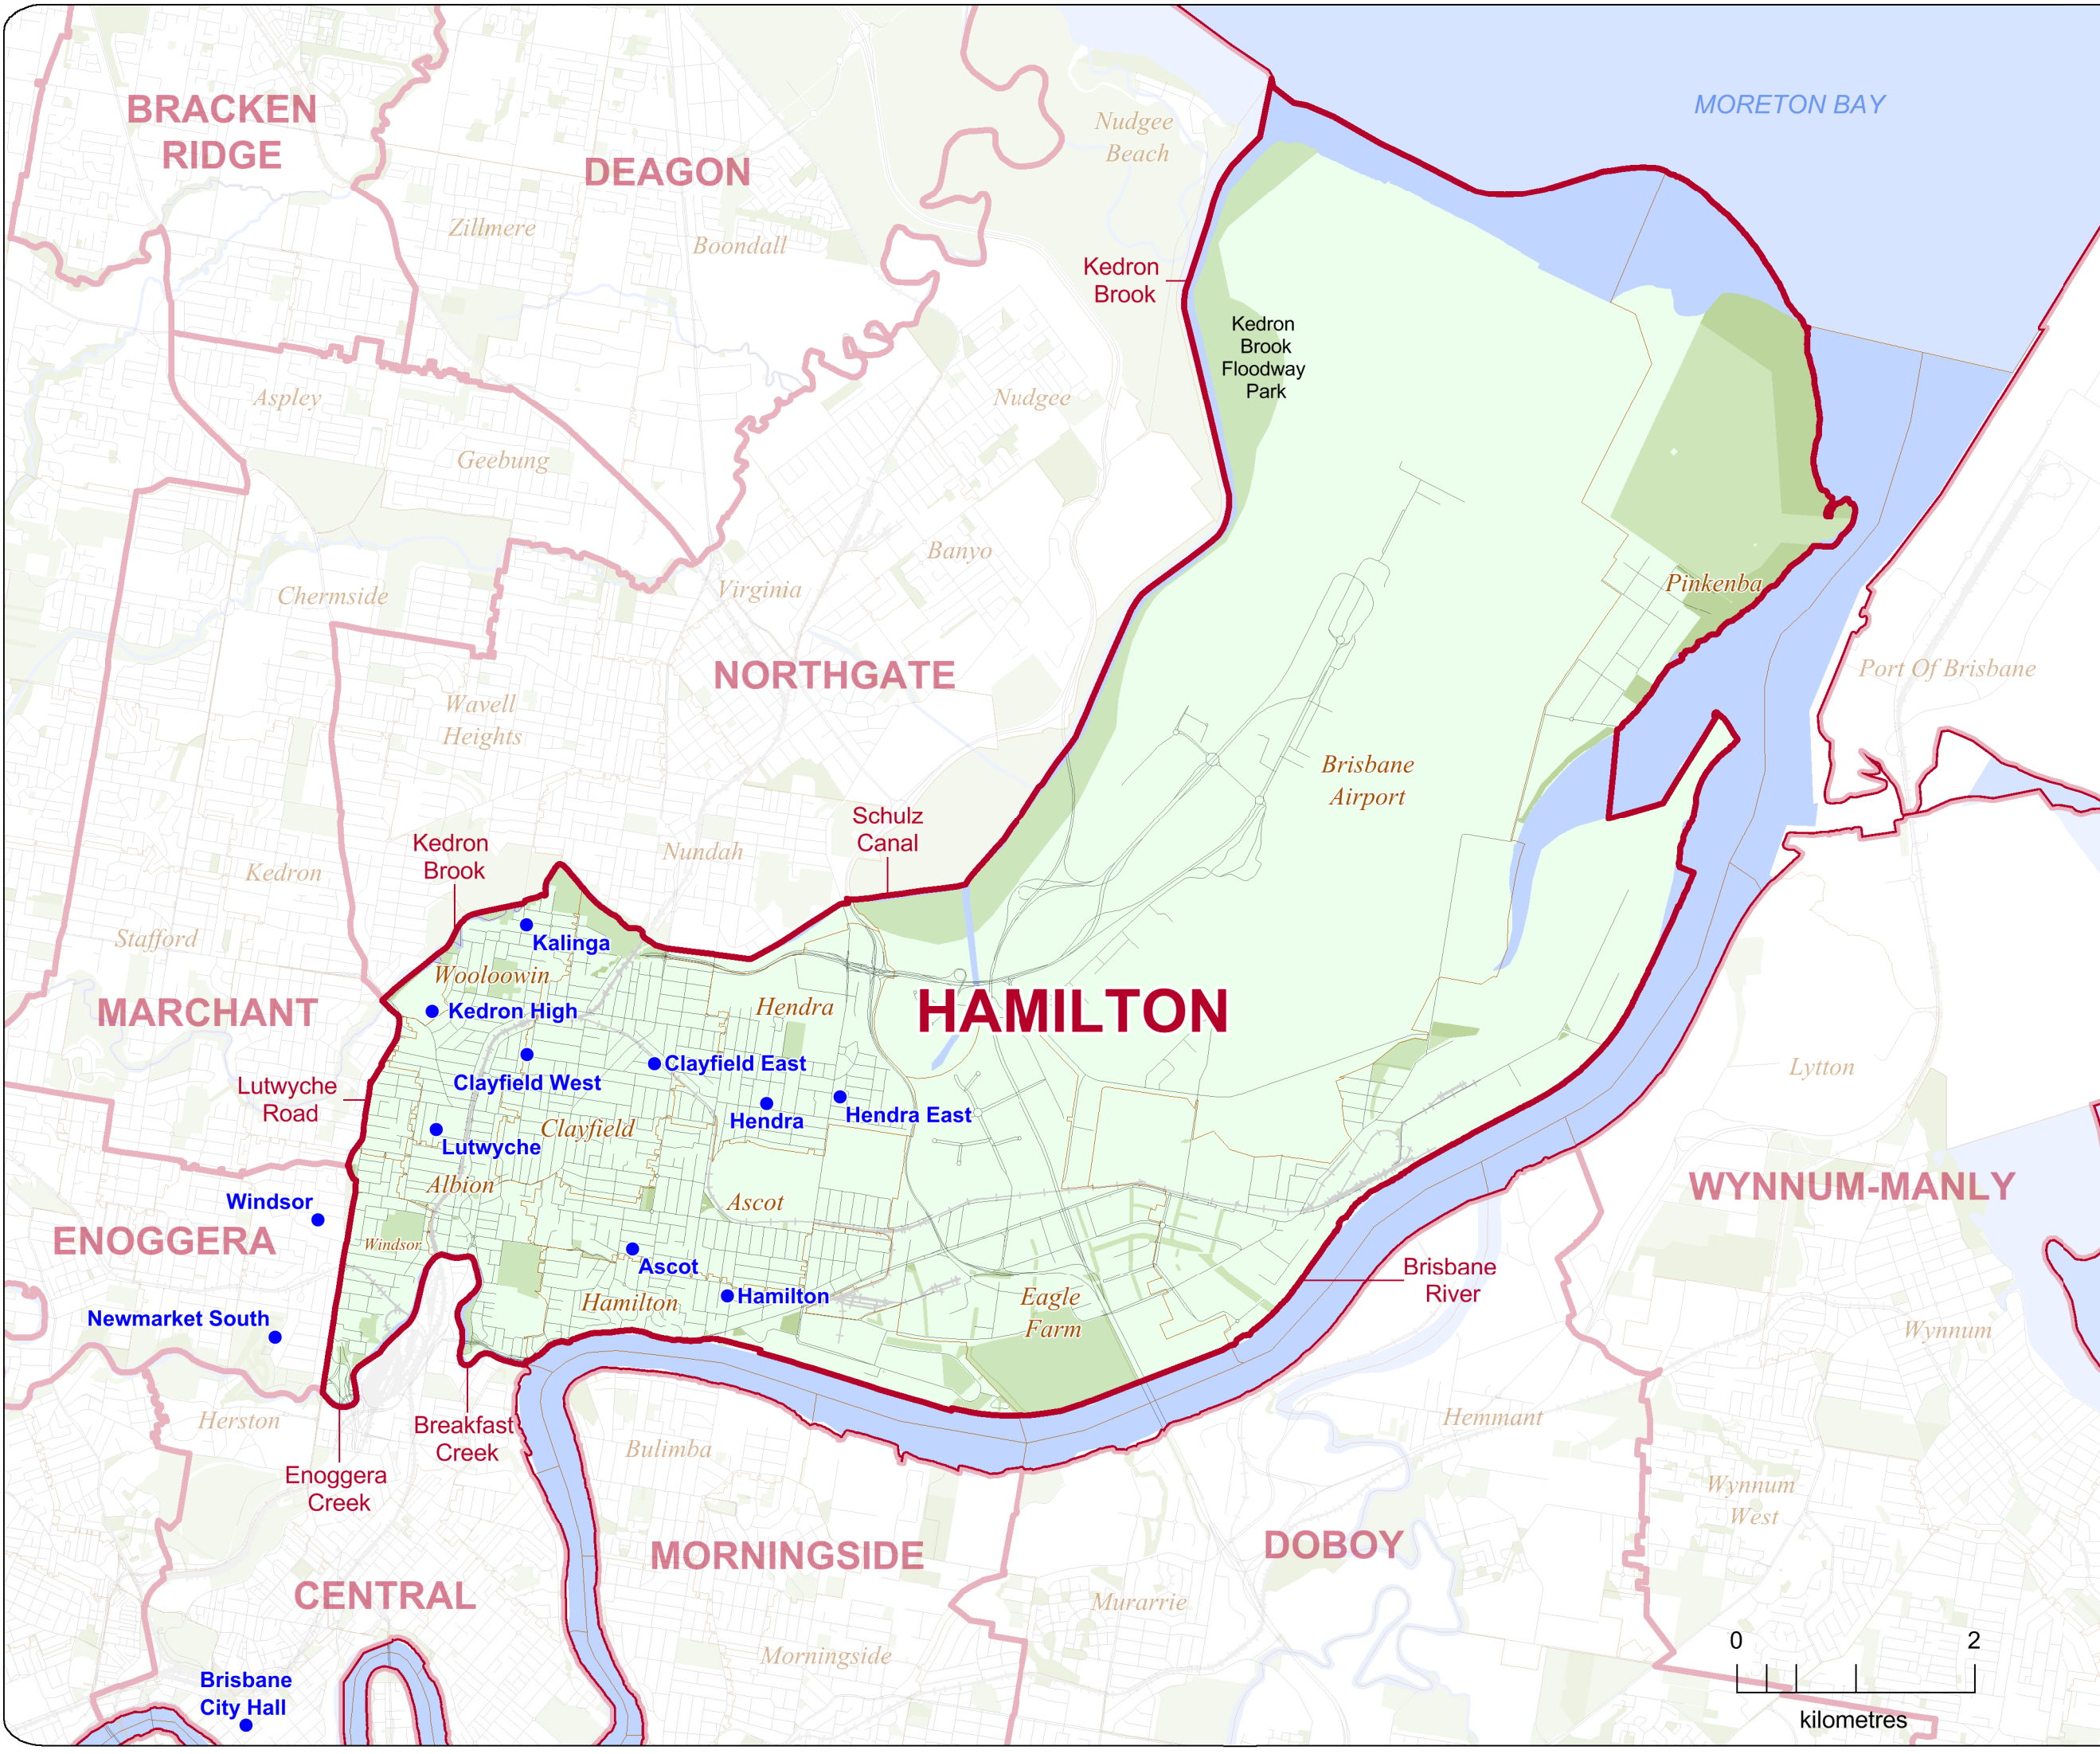 MORETON BAY
BRACKEN
RIDGE
DEAGON
Nudgee
Beach
Zillmere
Boondall
Kedron
Brook
Kedron
Brook
Floodway
Park
Aspley
Nudgee
Geebung
Banyo
Virginia
Chermside
Pinkenba
NORTHGATE
Port Of Brisbane
Wavell
Heights
Brisbane
Airport
Schulz
Canal
Kedron
Brook
Nundah
Kedron
Stafford
Kalinga
Wooloowin
MARCHANT
Kedron High
Hendra
HAMILTON
Clayfield East
Clayfield West
Lutwyche
Road
Hendra
Hendra East
Lytton
Clayfield
Lutwyche
Albion
WYNNUM-MANLY
Windsor
Ascot
ENOGGERA
Windsor
Ascot
Brisbane
River
Hamilton
Hamilton
Eagle
Farm
Newmarket South
Wynnum
Herston
Breakfast
Creek
Hemmant
Bulimba
Enoggera
Creek
Wynnum
West
MORNINGSIDE
DOBOY
CENTRAL
Murarrie
Morningside
Brisbane
City Hall
0 2
kilometres